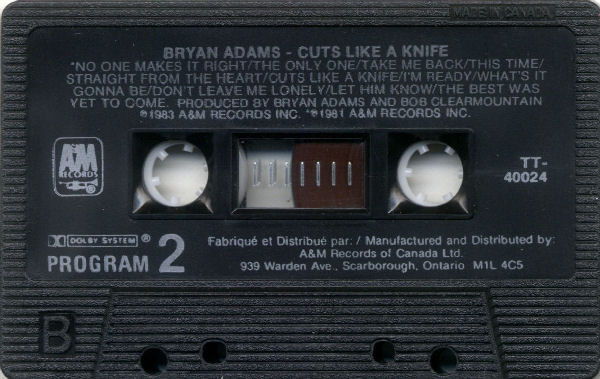 MADE IN CANADA
BRYAN ADAMS - CUTS LIKE A KNIFE
*NO ONE MAKES IT RIGHT/THE ONLY ONE/TAKE ME BACK/THIS TIME/
STRAIGHT FROM THE HEART/CUTS LIKE A KNIFE/I'M READY/WHAT'S IT
GONNA BE/DON'T LEAVE ME LONELY/LET HIM KNOW/THE BEST WAS
YET TO COME. PRODUCED BY BRYAN ADAMS AND BOB CLEARMOUNTAIN
℗1983 A&M RECORDS INC. *℗1981 A&M RECORDS INC.
A&M
RECORDS
TT-
40024
DOLBY SYSTEM ®
PROGRAM 2
Fabriqué et Distribué par: / Manufactured and Distributed by:
A&M Records of Canada Ltd.
939 Warden Ave., Scarborough, Ontario M1L 4C5
B